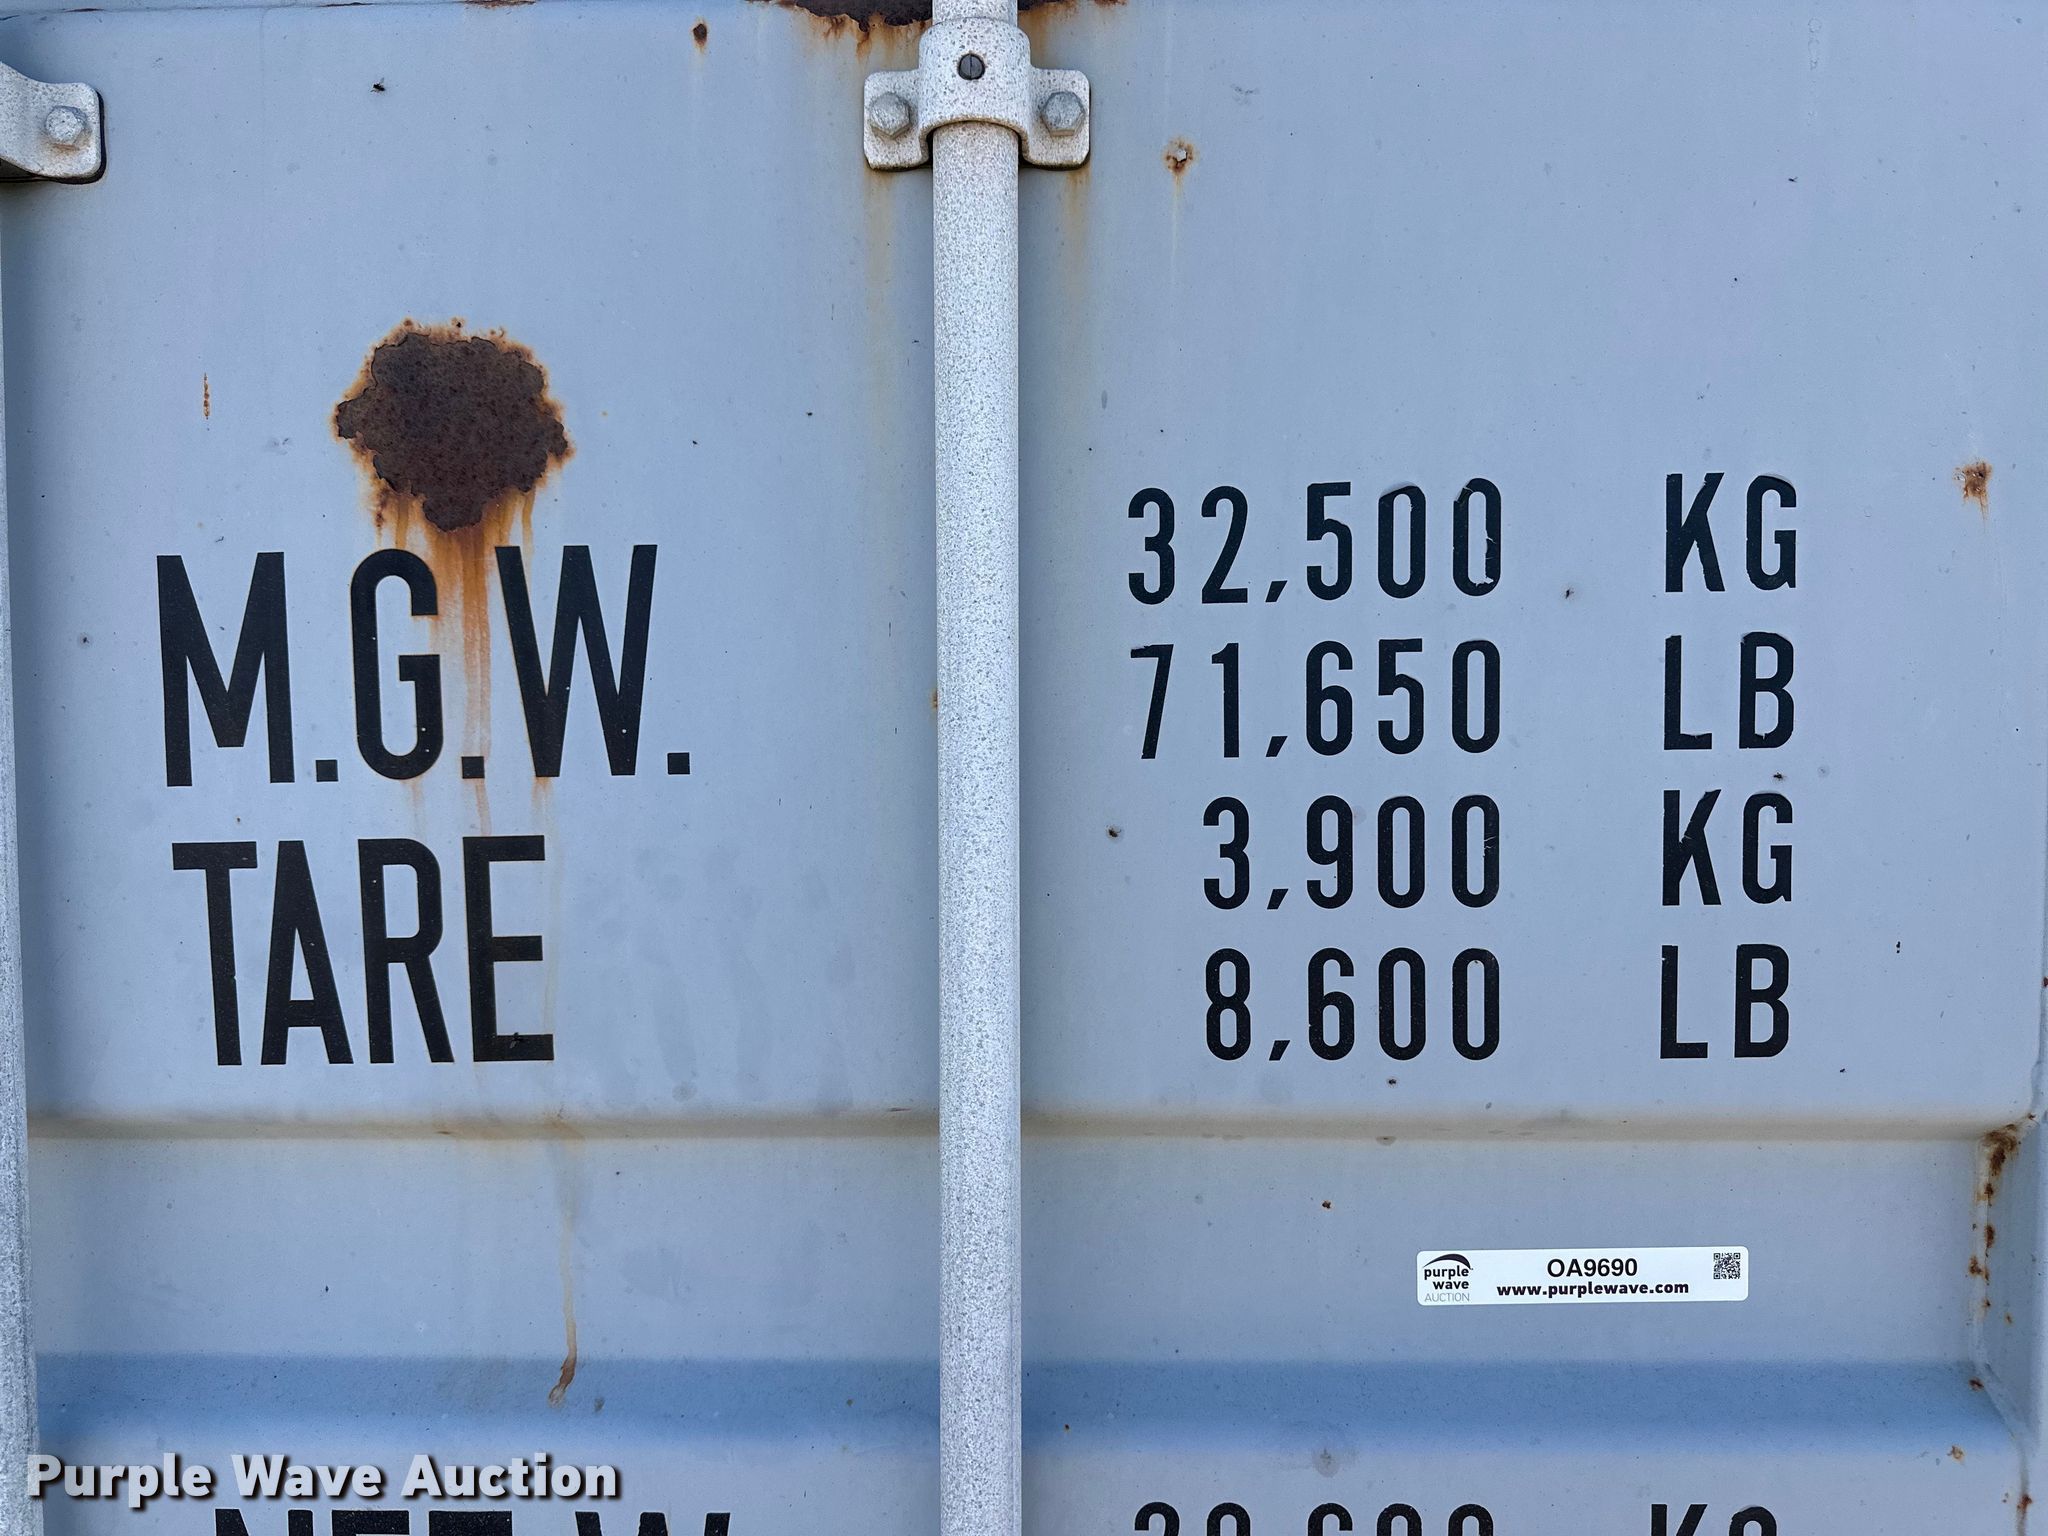 M.G.W. 32,500 KG
71,650 LB
TARE 3,900 KG
8,600 LB
purple wave AUCTION
OA9690
www.purplewave.com
Purple Wave Auction